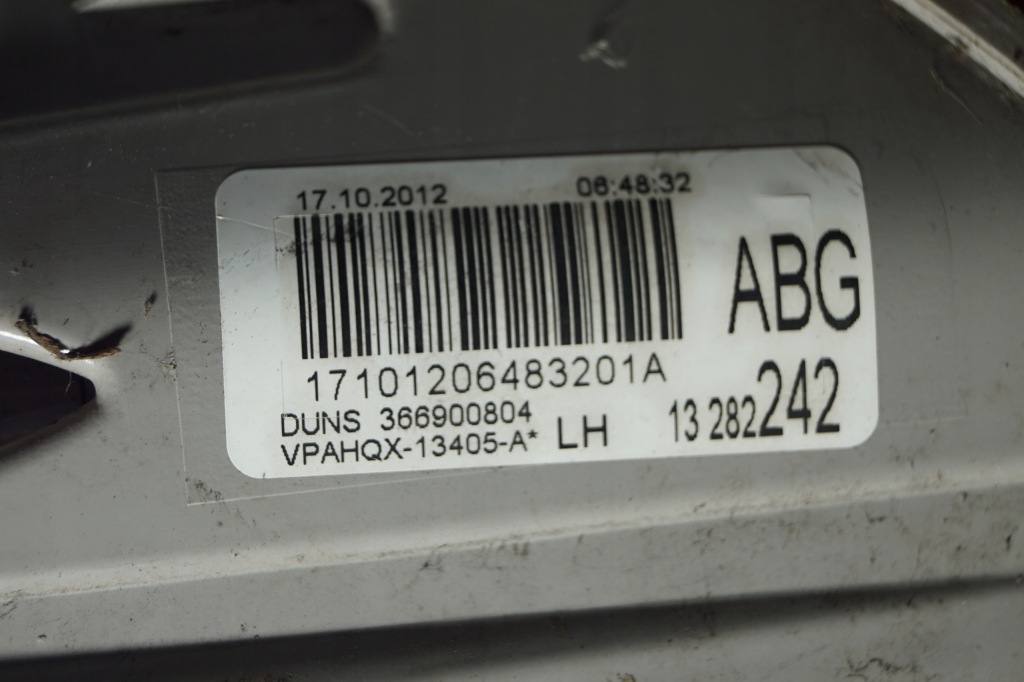 17.10.2012 06:48:32
ABG
17101206483201A
DUNS 366900804
VPAHQX-13405-A* LH 13 282 242